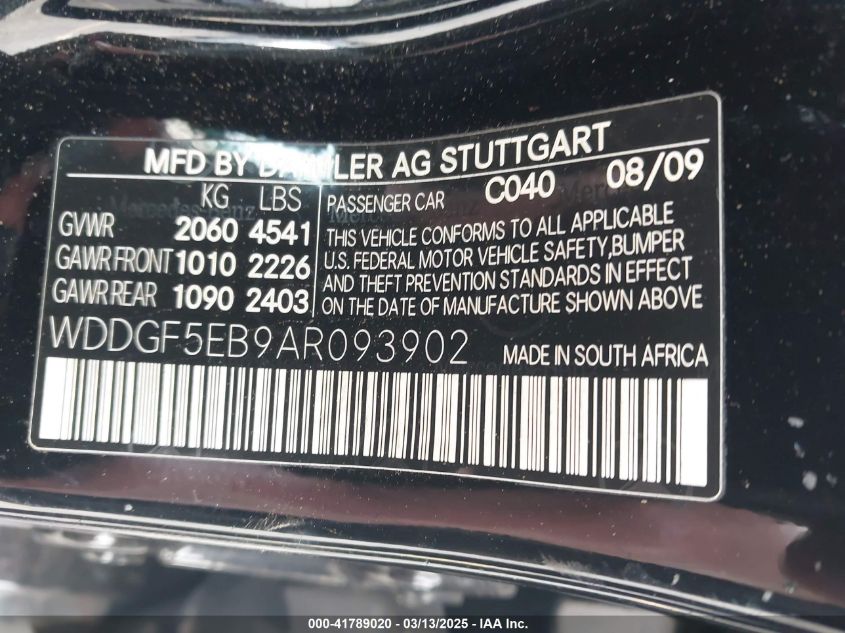 MFD BY DAIMLER AG STUTTGART
KG LBS
GVWR 2060 4541
GAWR FRONT 1010 2226
GAWR REAR 1090 2403
PASSENGER CAR C040 08/09
THIS VEHICLE CONFORMS TO ALL APPLICABLE
U.S. FEDERAL MOTOR VEHICLE SAFETY, BUMPER
AND THEFT PREVENTION STANDARDS IN EFFECT
ON THE DATE OF MANUFACTURE SHOWN ABOVE
WDDGF5EB9AR093902 MADE IN SOUTH AFRICA
000-41789020 - 03/13/2025 - IAA Inc.